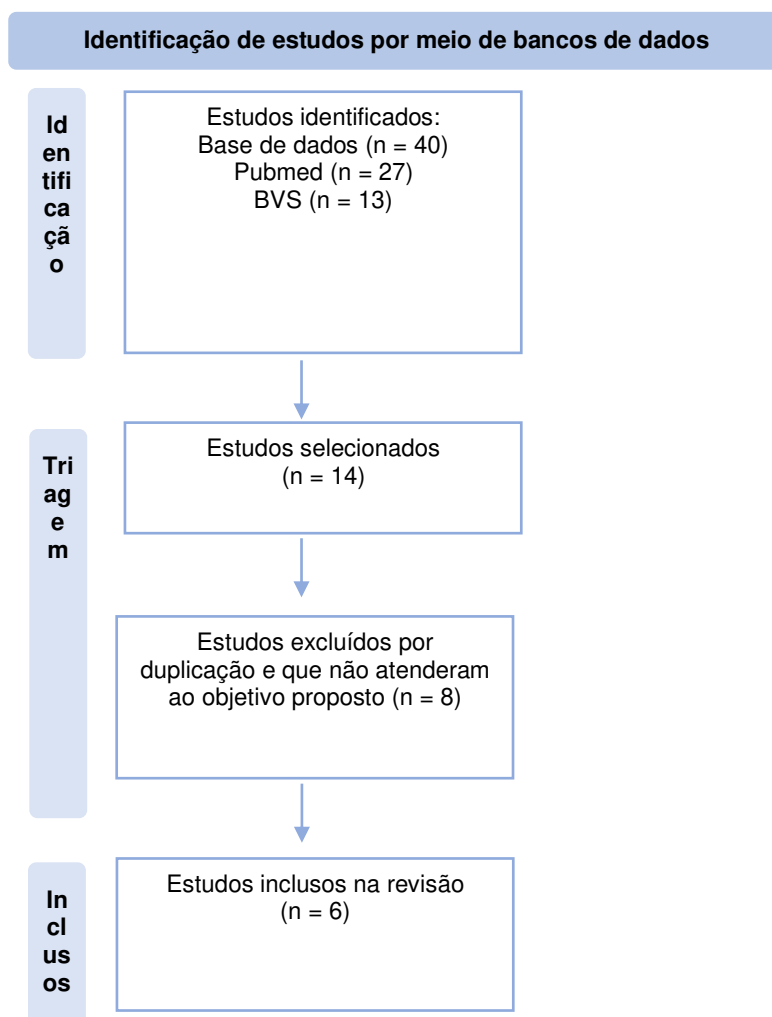 Identificação de estudos por meio de bancos de dados
Id
en
tifi
ca
çã
o
Estudos identificados:
Base de dados (n = 40)
Pubmed (n = 27)
BVS (n = 13)
Tri
ag
e
m
Estudos selecionados
(n = 14)
Estudos excluídos por
duplicação e que não atenderam
ao objetivo proposto (n = 8)
In
cl
us
os
Estudos inclusos na revisão
(n = 6)